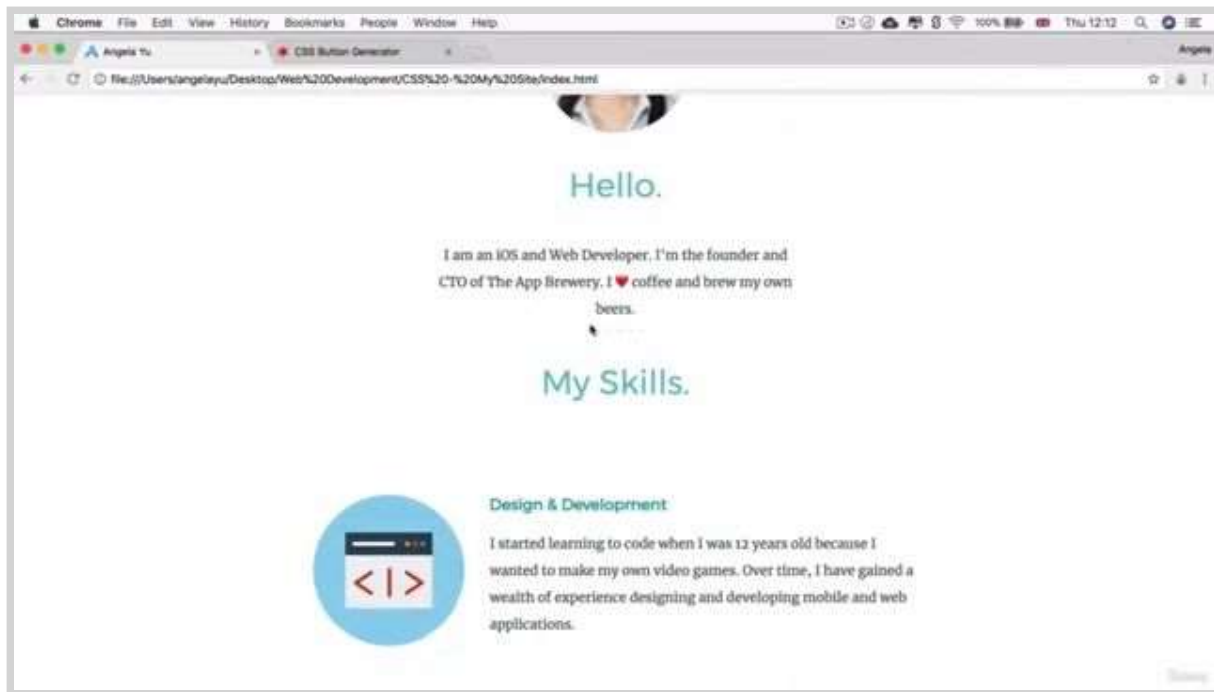 Chrome File Edit View History Bookmarks People Window Help 100% Thu 12:12
Angela Yu CSS Button Generator Angela
file:///Users/angelayu/Desktop/Web%20Development/CSS%20-%20My%20Site/index.html
Hello.
I am an iOS and Web Developer. I'm the founder and
CTO of The App Brewery. I ❤ coffee and brew my own
beers.
My Skills.
Design & Development
I started learning to code when I was 12 years old because I
wanted to make my own video games. Over time, I have gained a
wealth of experience designing and developing mobile and web
applications.